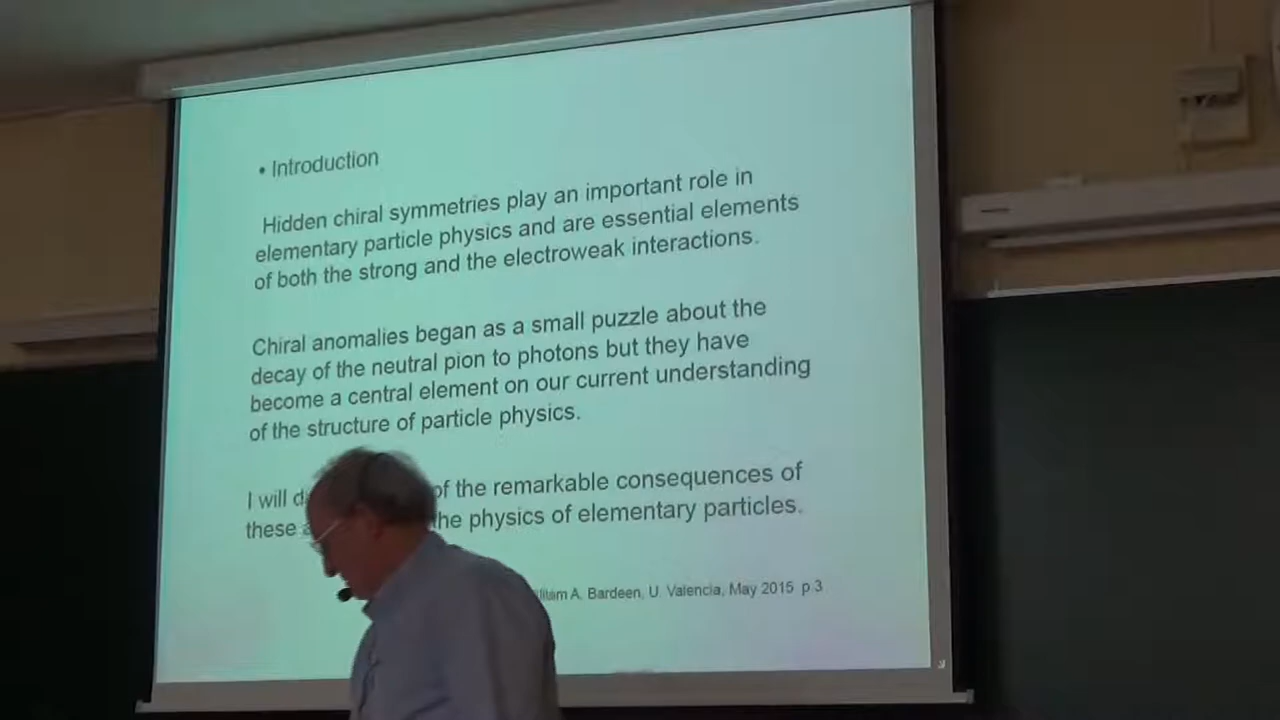 • Introduction
Hidden chiral symmetries play an important role in
elementary particle physics and are essential elements
of both the strong and the electroweak interactions.
Chiral anomalies began as a small puzzle about the
decay of the neutral pion to photons but they have
become a central element on our current understanding
of the structure of particle physics.
I will of the remarkable consequences of
these the physics of elementary particles.
A. Bardeen, U. Valencia, May 2015 p.3